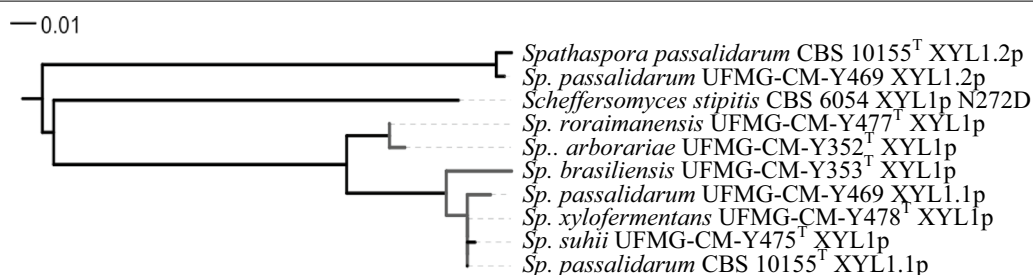 0.01
Spathaspora passalidarum CBS 10155ᵀ XYL1.2p
Sp. passalidarum UFMG-CM-Y469 XYL1.2p
Scheffersomyces stipitis CBS 6054 XYL1p N272D
Sp. roraimanensis UFMG-CM-Y477ᵀ XYL1p
Sp.. arborariae UFMG-CM-Y352ᵀ XYL1p
Sp. brasiliensis UFMG-CM-Y353ᵀ XYL1p
Sp. passalidarum UFMG-CM-Y469 XYL1.1p
Sp. xylofermentans UFMG-CM-Y478ᵀ XYL1p
Sp. suhii UFMG-CM-Y475ᵀ XYL1p
Sp. passalidarum CBS 10155ᵀ XYL1.1p